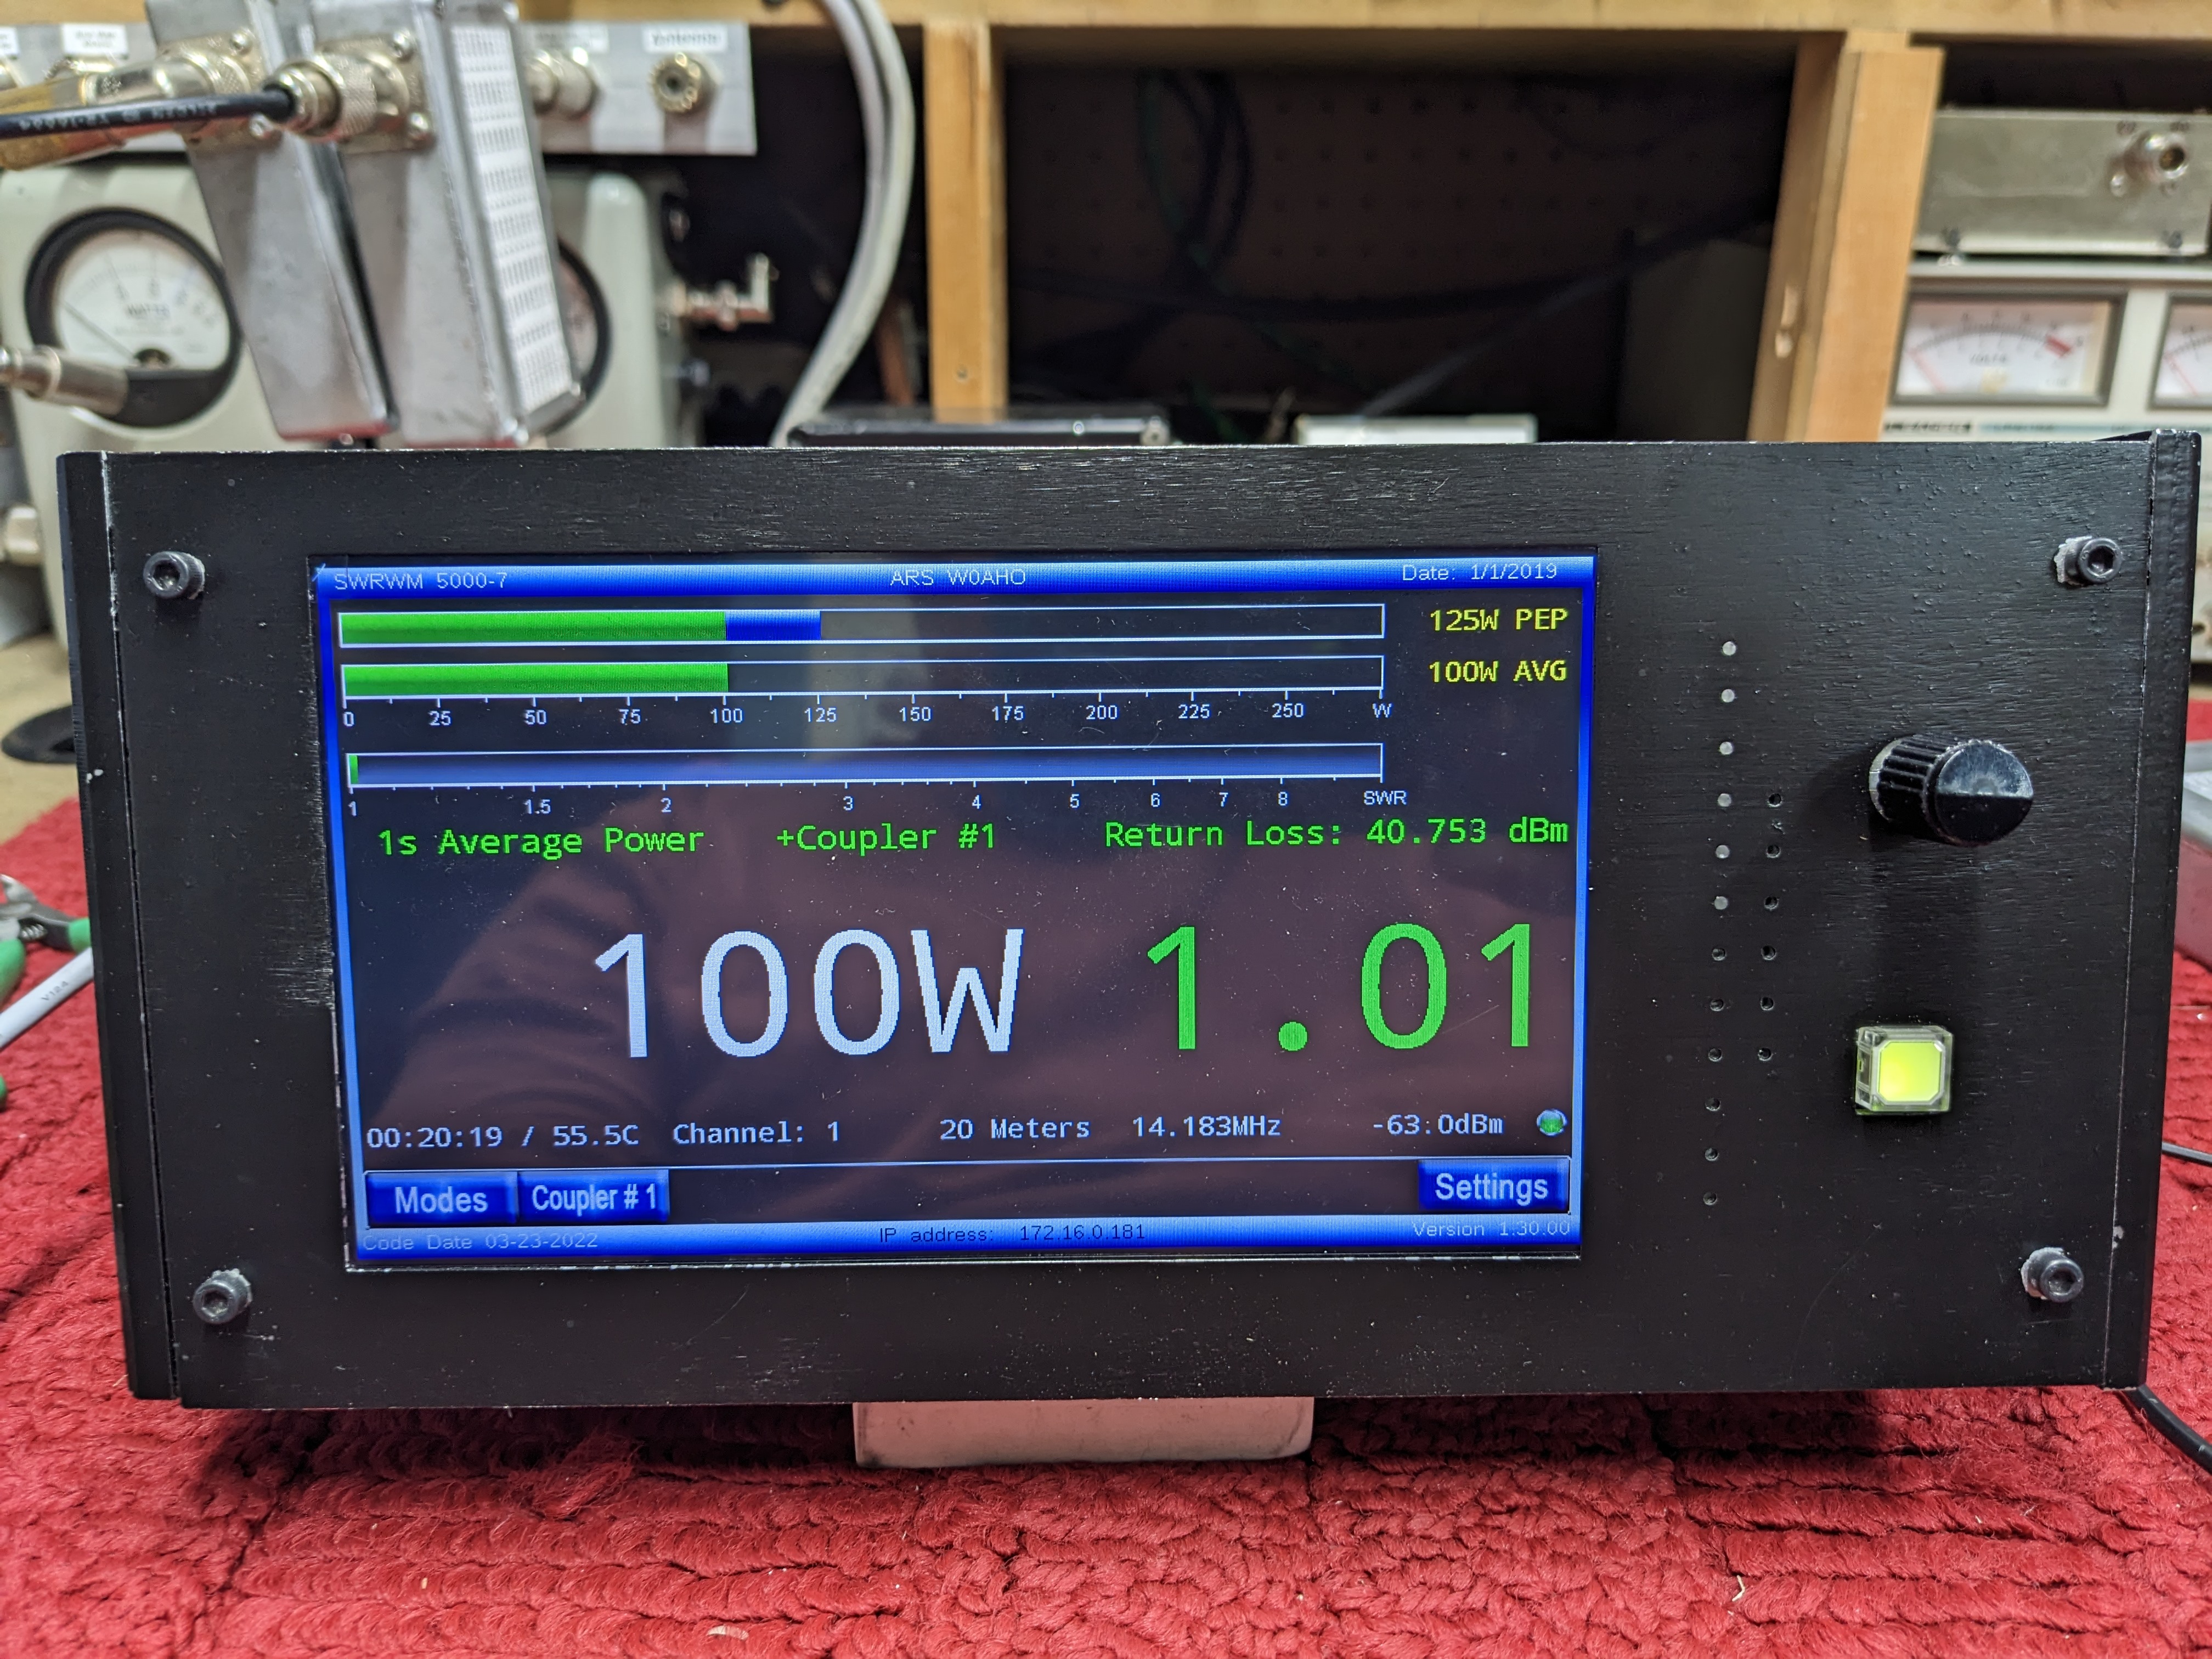 WATTS
VOLTS
SWRWM 5000-7 ARS W0AHO Date: 1/1/2019
125W PEP
100W AVG
0 25 50 75 100 125 150 175 200 225 250 W
1 1.5 2 3 4 5 6 7 8 SWR
1s Average Power +Coupler #1 Return Loss: 40.753 dBm
100W 1.01
00:20:19 / 55.5C Channel: 1 20 Meters 14.183MHz -63.0dBm
Modes Coupler # 1 Settings
Code Date 03-23-2022 IP address: 172.16.0.181 Version 1:30.00